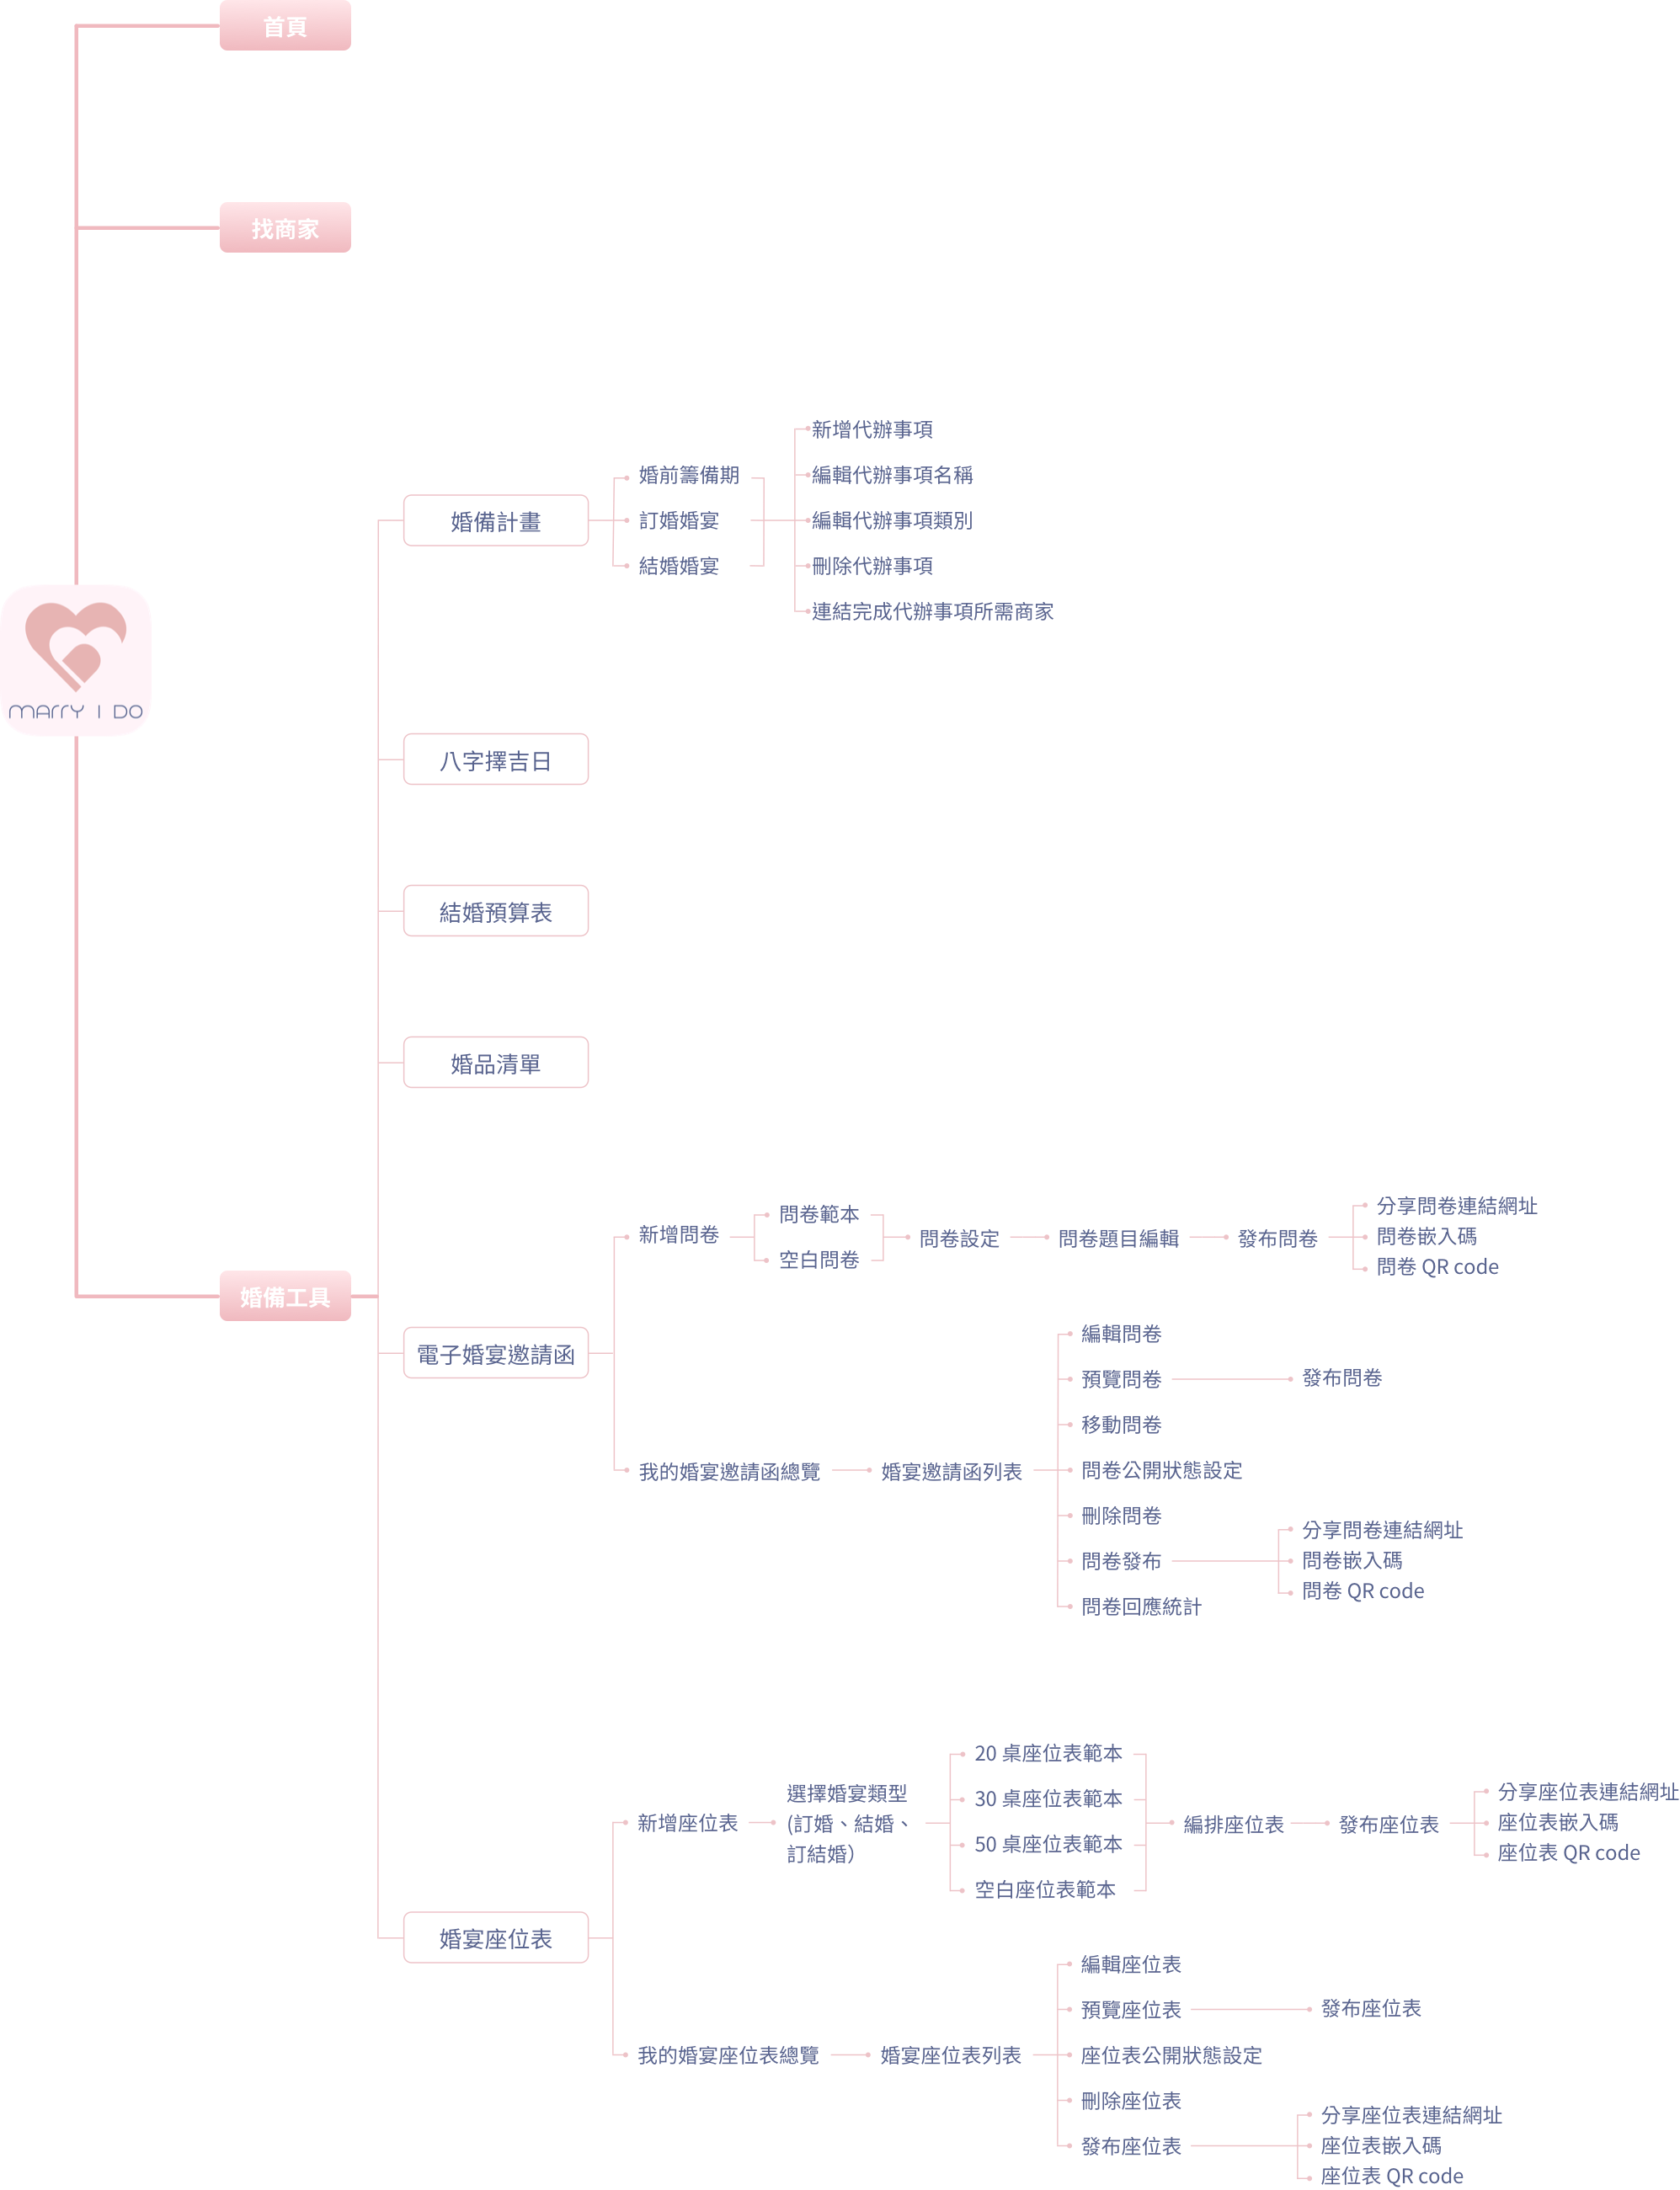 首頁
找商家
MARRY I DO
婚備工具
婚備計畫
婚前籌備期
訂婚婚宴
結婚婚宴
新增代辦事項
編輯代辦事項名稱
編輯代辦事項類別
刪除代辦事項
連結完成代辦事項所需商家
八字擇吉日
結婚預算表
婚品清單
電子婚宴邀請函
新增問卷
問卷範本
空白問卷
問卷設定
問卷題目編輯
發布問卷
分享問卷連結網址
問卷嵌入碼
問卷 QR code
我的婚宴邀請函總覽
婚宴邀請函列表
編輯問卷
預覽問卷
發布問卷
移動問卷
問卷公開狀態設定
刪除問卷
問卷發布
分享問卷連結網址
問卷嵌入碼
問卷 QR code
問卷回應統計
婚宴座位表
新增座位表
選擇婚宴類型
(訂婚、結婚、
訂結婚)
20 桌座位表範本
30 桌座位表範本
50 桌座位表範本
空白座位表範本
編排座位表
發布座位表
分享座位表連結網址
座位表嵌入碼
座位表 QR code
我的婚宴座位表總覽
婚宴座位表列表
編輯座位表
預覽座位表
發布座位表
座位表公開狀態設定
刪除座位表
發布座位表
分享座位表連結網址
座位表嵌入碼
座位表 QR code